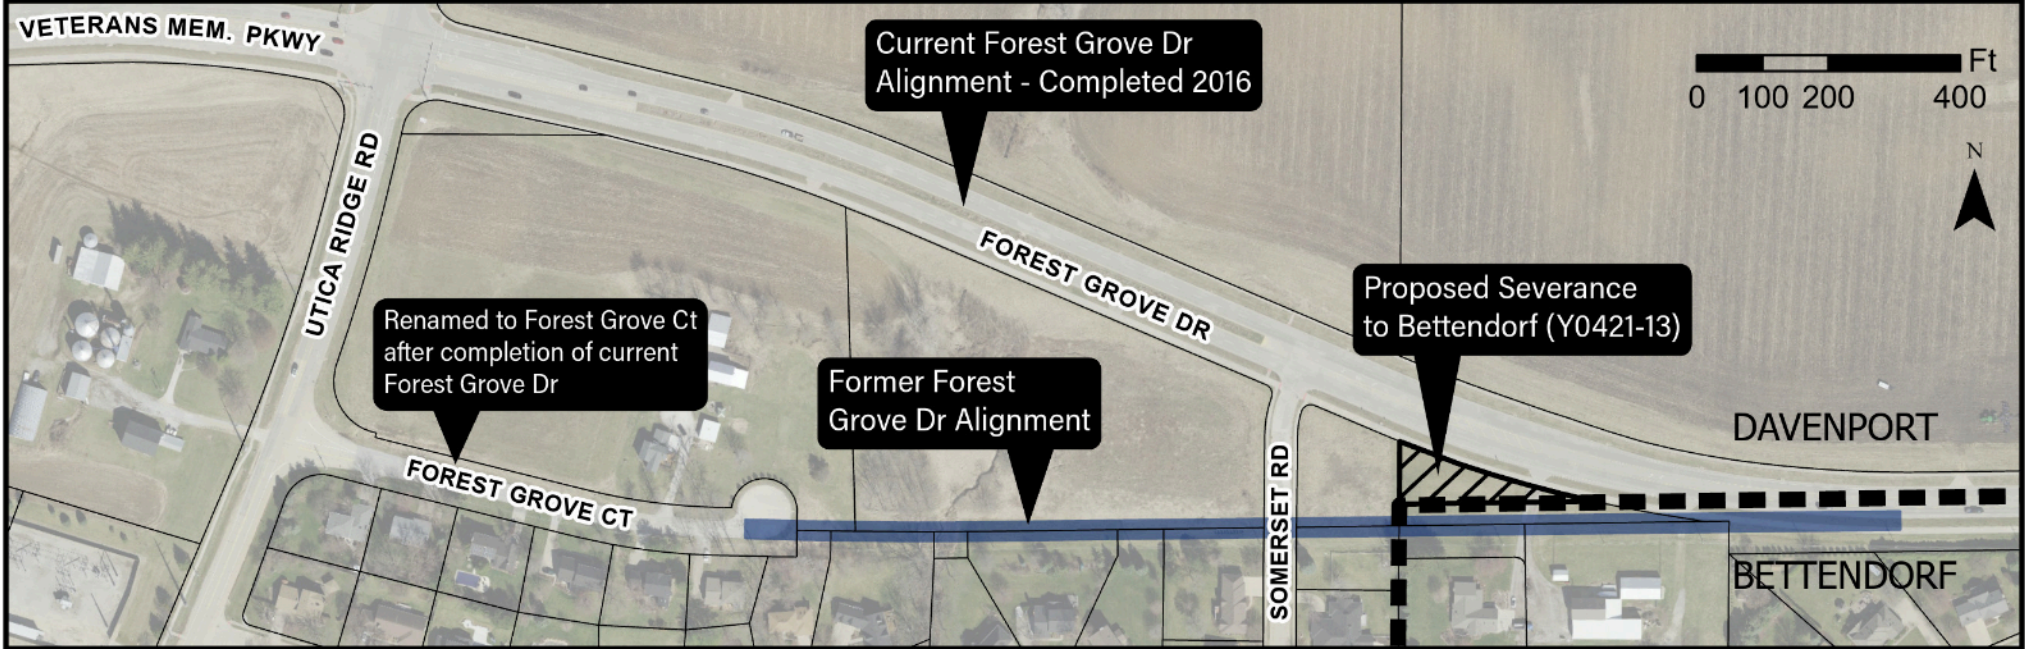 VETERANS MEM. PKWY
Current Forest Grove Dr
Alignment - Completed 2016
Ft
0 100 200 400
N
UTICA RIDGE RD
FOREST GROVE DR
Proposed Severance
to Bettendorf (Y0421-13)
Renamed to Forest Grove Ct
after completion of current
Forest Grove Dr
Former Forest
Grove Dr Alignment
DAVENPORT
FOREST GROVE CT
SOMERSET RD
BETTENDORF